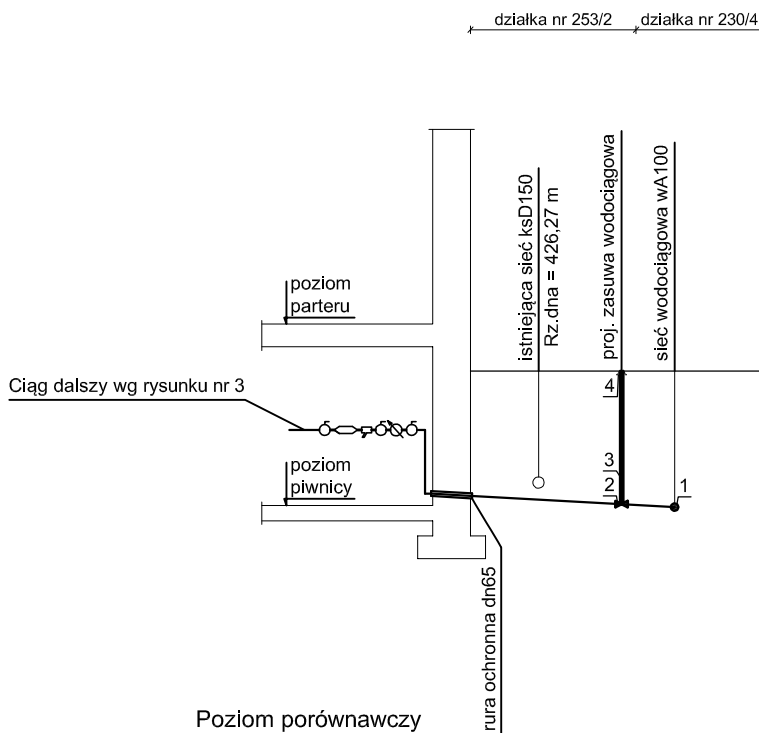 działka nr 253/2
działka nr 230/4
istniejąca sieć ksD150
Rz.dna = 426,27 m
proj. zasuwa wodociągowa
sieć wodociągowa wA100
poziom
parteru
Ciąg dalszy wg rysunku nr 3
4
3
2
1
poziom
piwnicy
rura ochronna dn65
Poziom porównawczy